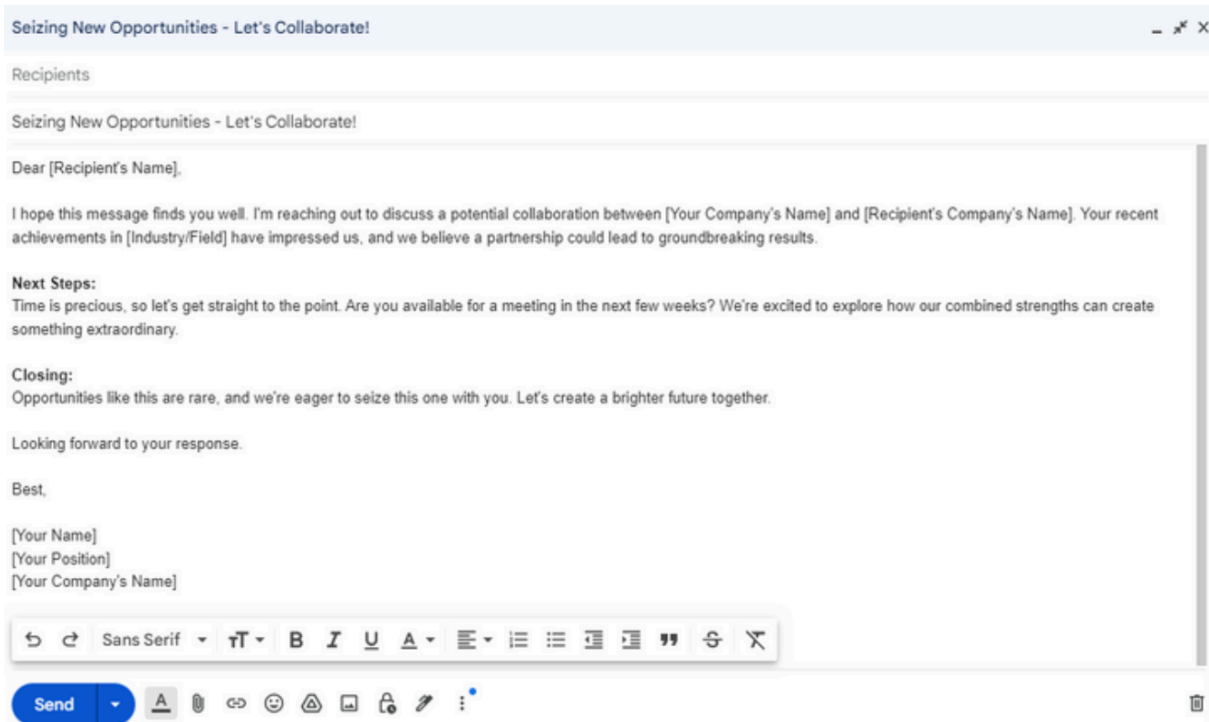 Seizing New Opportunities - Let's Collaborate!
Recipients
Seizing New Opportunities - Let's Collaborate!
Dear [Recipient's Name],
I hope this message finds you well. I'm reaching out to discuss a potential collaboration between [Your Company's Name] and [Recipient's Company's Name]. Your recent
achievements in [Industry/Field] have impressed us, and we believe a partnership could lead to groundbreaking results.
Next Steps:
Time is precious, so let's get straight to the point. Are you available for a meeting in the next few weeks? We're excited to explore how our combined strengths can create
something extraordinary.
Closing:
Opportunities like this are rare, and we're eager to seize this one with you. Let's create a brighter future together.
Looking forward to your response.
Best,
[Your Name]
[Your Position]
[Your Company's Name]
Sans Serif
Send